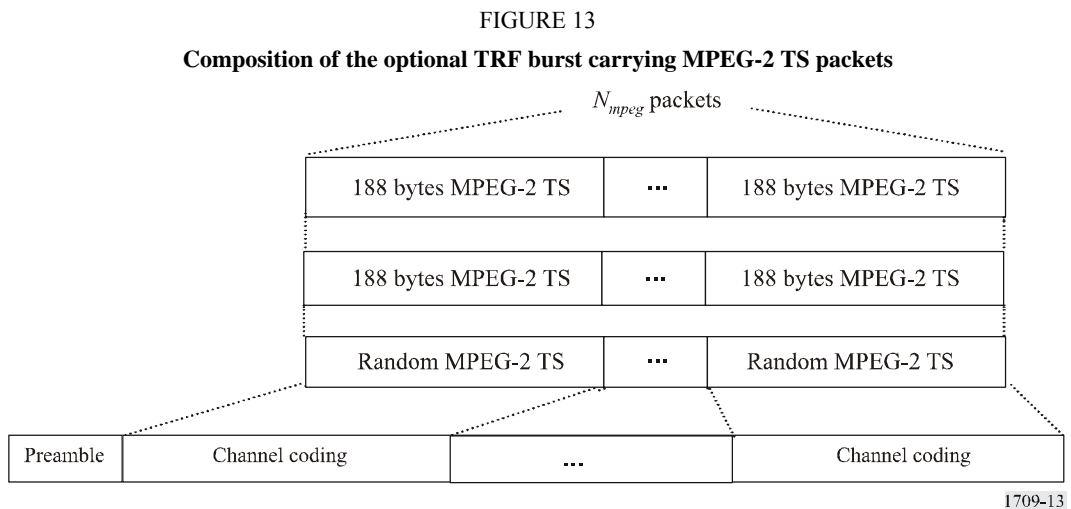 FIGURE 13
Composition of the optional TRF burst carrying MPEG-2 TS packets
N_mpeg packets
188 bytes MPEG-2 TS ... 188 bytes MPEG-2 TS
188 bytes MPEG-2 TS ... 188 bytes MPEG-2 TS
Random MPEG-2 TS ... Random MPEG-2 TS
Preamble Channel coding ... Channel coding
1709-13